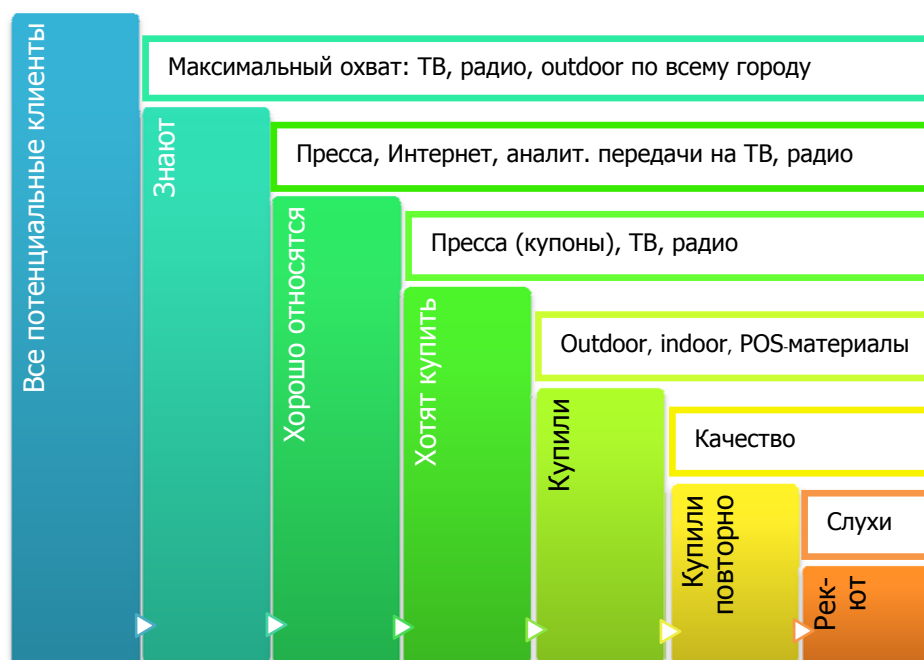 Все потенциальные клиенты
Максимальный охват: ТВ, радио, outdoor по всему городу
Знают
Пресса, Интернет, аналит. передачи на ТВ, радио
Хорошо относятся
Пресса (купоны), ТВ, радио
Хотят купить
Outdoor, indoor, POS-материалы
Купили
Качество
Купили
повторно
Слухи
Рек-
ют